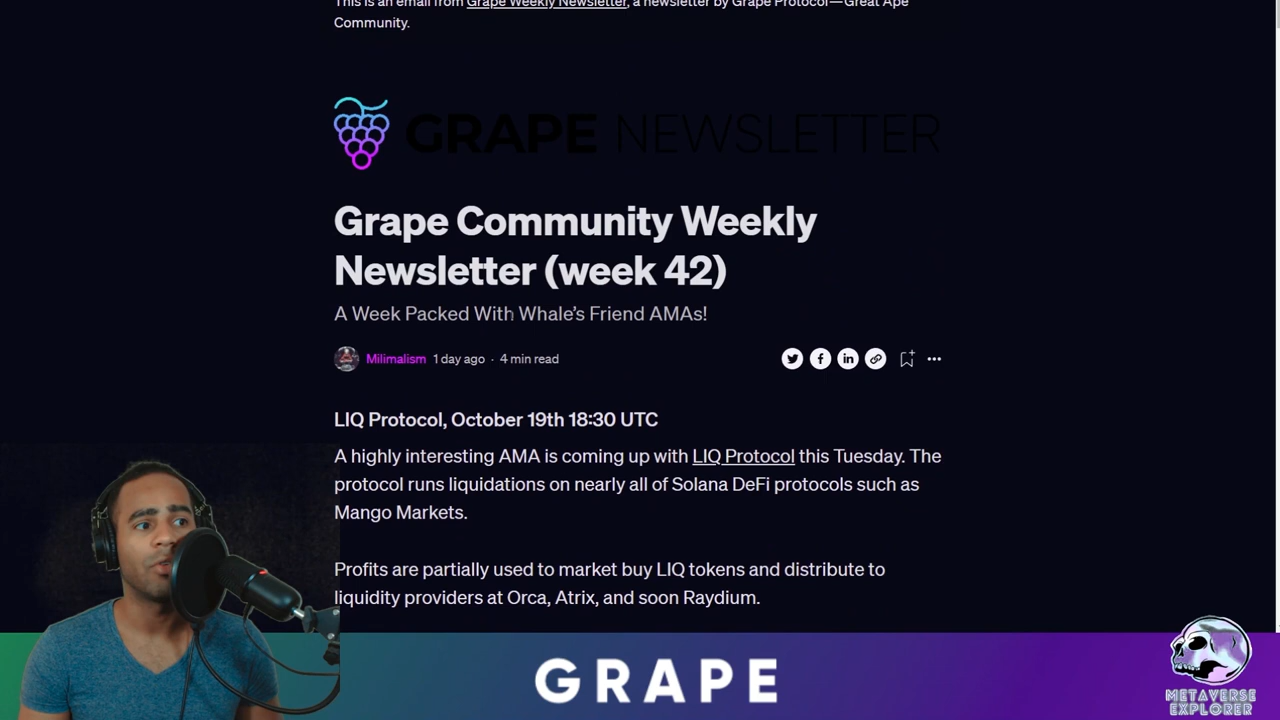 This is an email from Grape Weekly Newsletter, a newsletter by Grape Protocol—Great Ape
Community.
GRAPE NEWSLETTER
Grape Community Weekly
Newsletter (week 42)
A Week Packed With Whale's Friend AMAs!
Milimalism 1 day ago · 4 min read
LIQ Protocol, October 19th 18:30 UTC
A highly interesting AMA is coming up with LIQ Protocol this Tuesday. The
protocol runs liquidations on nearly all of Solana DeFi protocols such as
Mango Markets.
Profits are partially used to market buy LIQ tokens and distribute to
liquidity providers at Orca, Atrix, and soon Raydium.
GRAPE
METAVERSE
EXPLORER